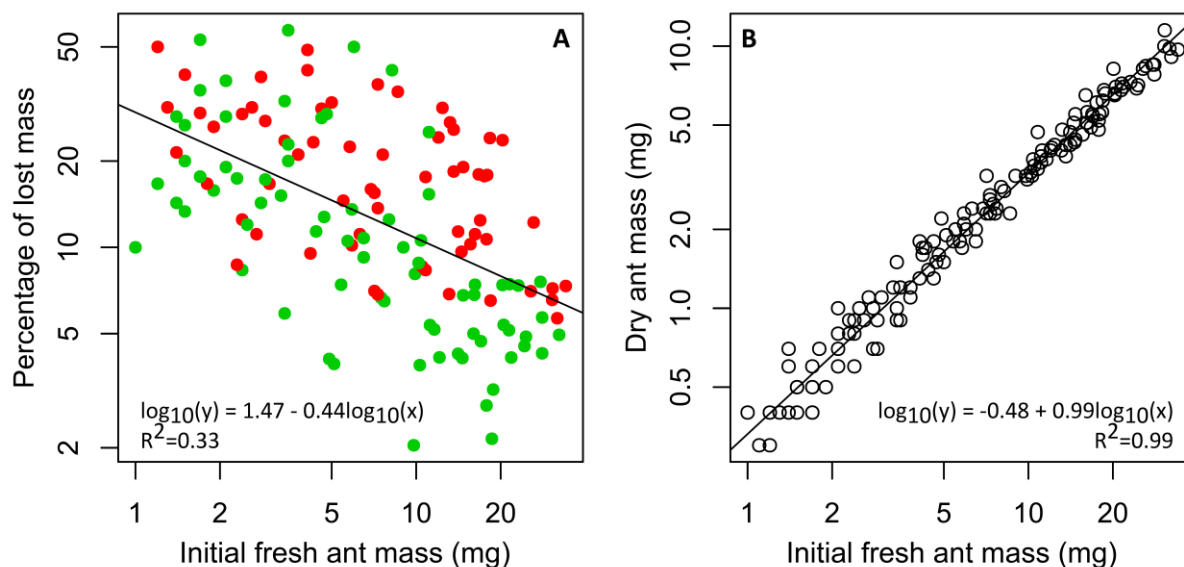 A
Percentage of lost mass
50
20
10
5
2
log10(y) = 1.47 - 0.44log10(x)
R2=0.33
1 2 5 10 20
Initial fresh ant mass (mg)
B
Dry ant mass (mg)
10.0
5.0
2.0
1.0
0.5
log10(y) = -0.48 + 0.99log10(x)
R2=0.99
1 2 5 10 20
Initial fresh ant mass (mg)